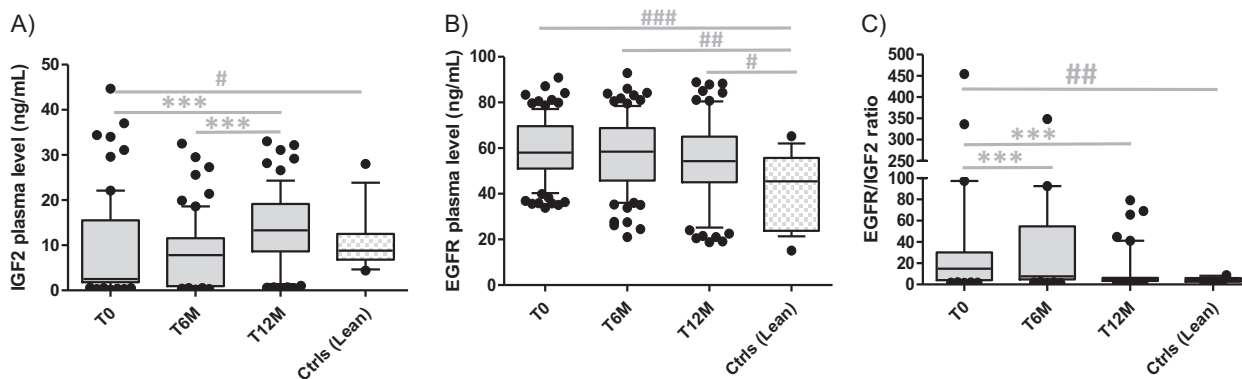 A)
IGF2 plasma level (ng/mL)
50
40
30
20
10
0
#
***
***
T0
T6M
T12M
Ctrls (Lean)
B)
EGFR plasma level (ng/mL)
100
80
60
40
20
0
###
##
#
T0
T6M
T12M
Ctrls (Lean)
C)
EGFR/IGF2 ratio
500
450
400
350
300
250
100
80
60
40
20
0
##
***
***
T0
T6M
T12M
Ctrls (Lean)